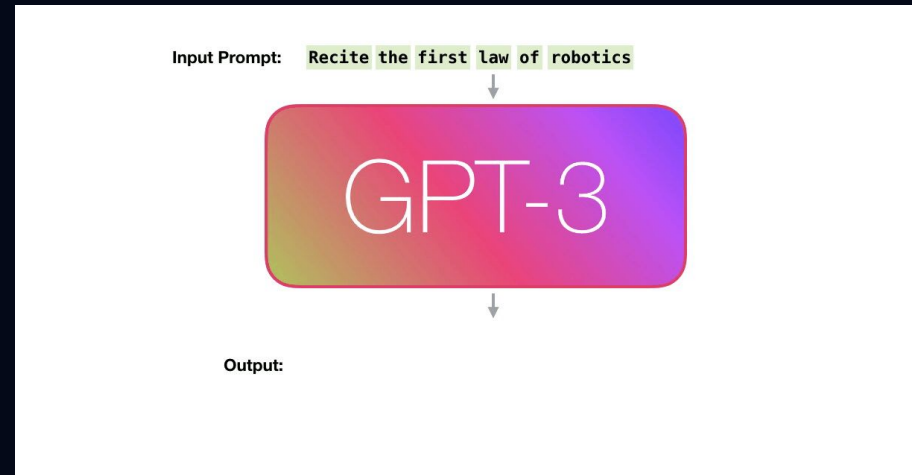 Input Prompt: Recite the first law of robotics
GPT-3
Output: